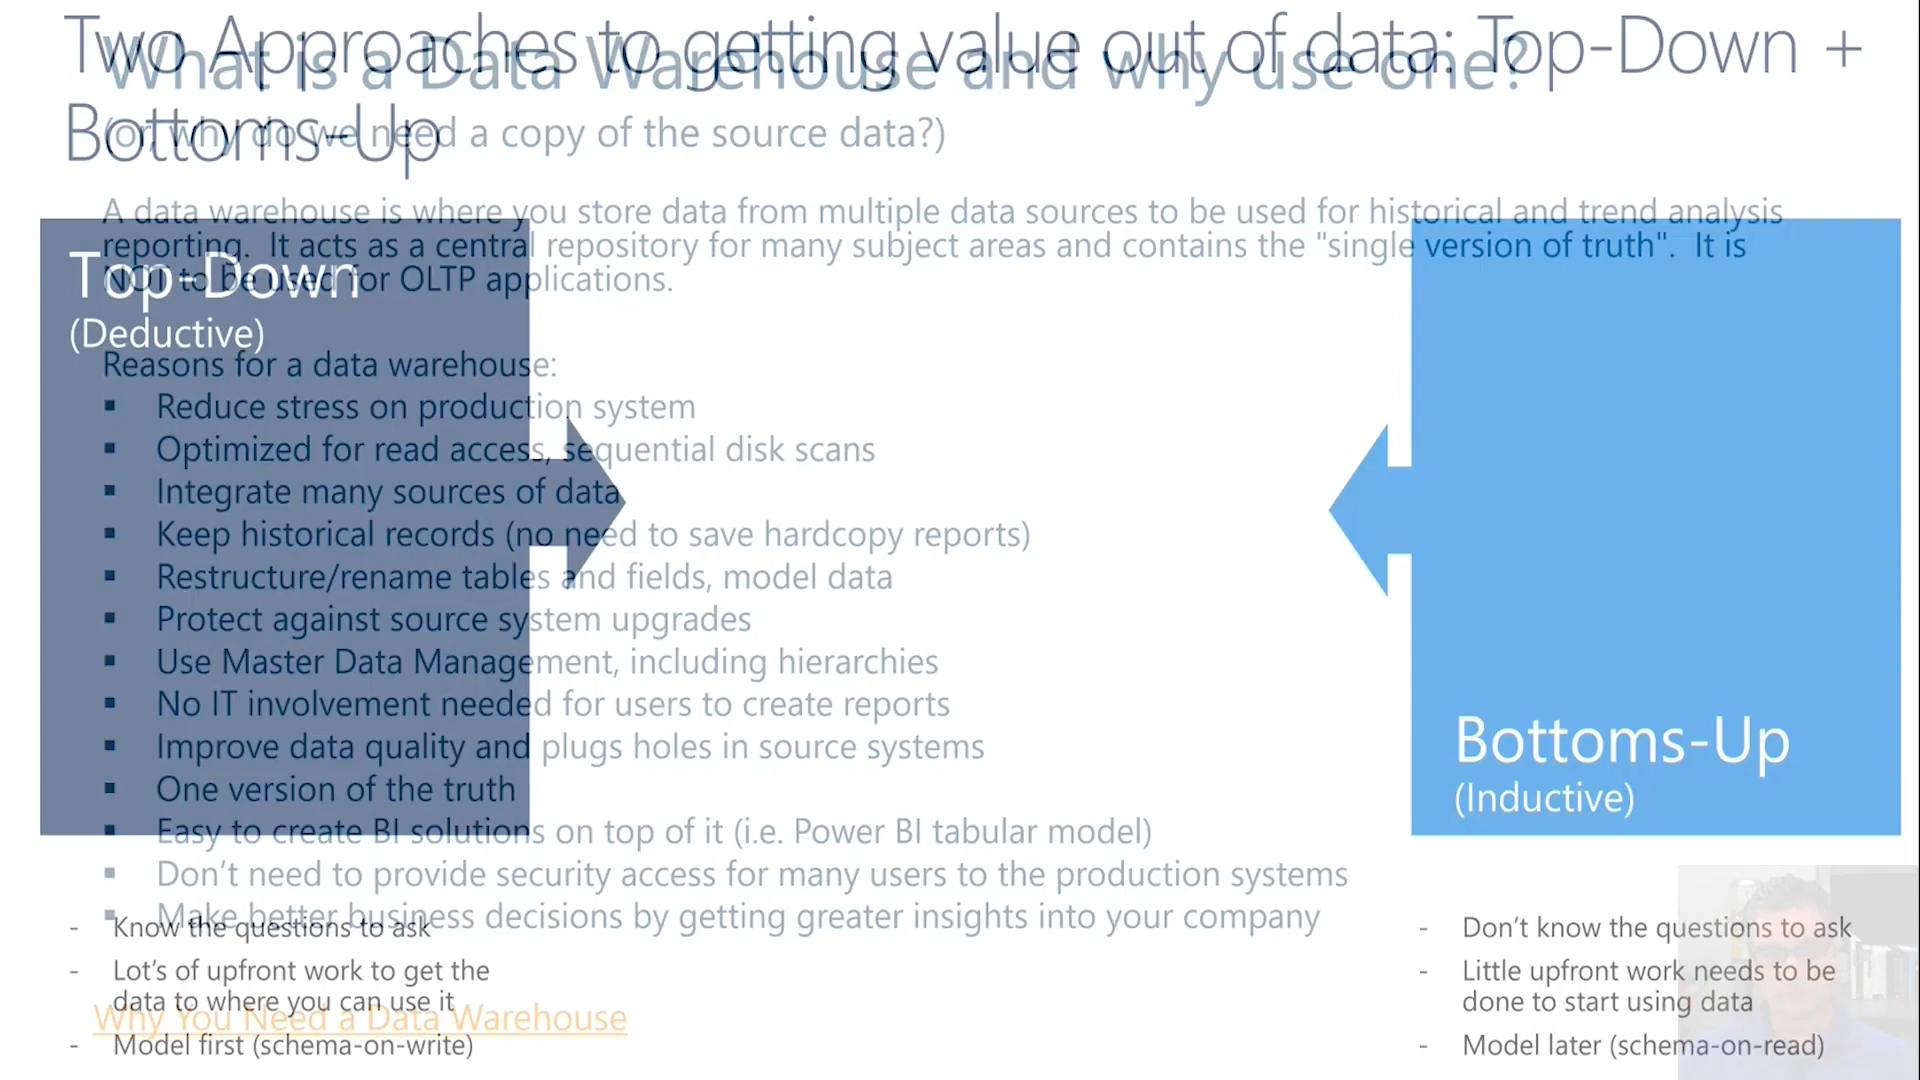 Two Approaches to getting value out of data: Top-Down +
Bottoms-Up
What is a Data Warehouse and why use one?
(or, why do we need a copy of the source data?)
A data warehouse is where you store data from multiple data sources to be used for historical and trend analysis
reporting.  It acts as a central repository for many subject areas and contains the "single version of truth".  It is
NOT to be used for OLTP applications.
Top-Down
(Deductive)
Reasons for a data warehouse:
▪ Reduce stress on production system
▪ Optimized for read access, sequential disk scans
▪ Integrate many sources of data
▪ Keep historical records (no need to save hardcopy reports)
▪ Restructure/rename tables and fields, model data
▪ Protect against source system upgrades
▪ Use Master Data Management, including hierarchies
▪ No IT involvement needed for users to create reports
▪ Improve data quality and plugs holes in source systems
▪ One version of the truth
▪ Easy to create BI solutions on top of it (i.e. Power BI tabular model)
▪ Don’t need to provide security access for many users to the production systems
▪ Make better business decisions by getting greater insights into your company
Why You Need a Data Warehouse
- Know the questions to ask
- Lot’s of upfront work to get the
data to where you can use it
- Model first (schema-on-write)
Bottoms-Up
(Inductive)
- Don’t know the questions to ask
- Little upfront work needs to be
done to start using data
- Model later (schema-on-read)